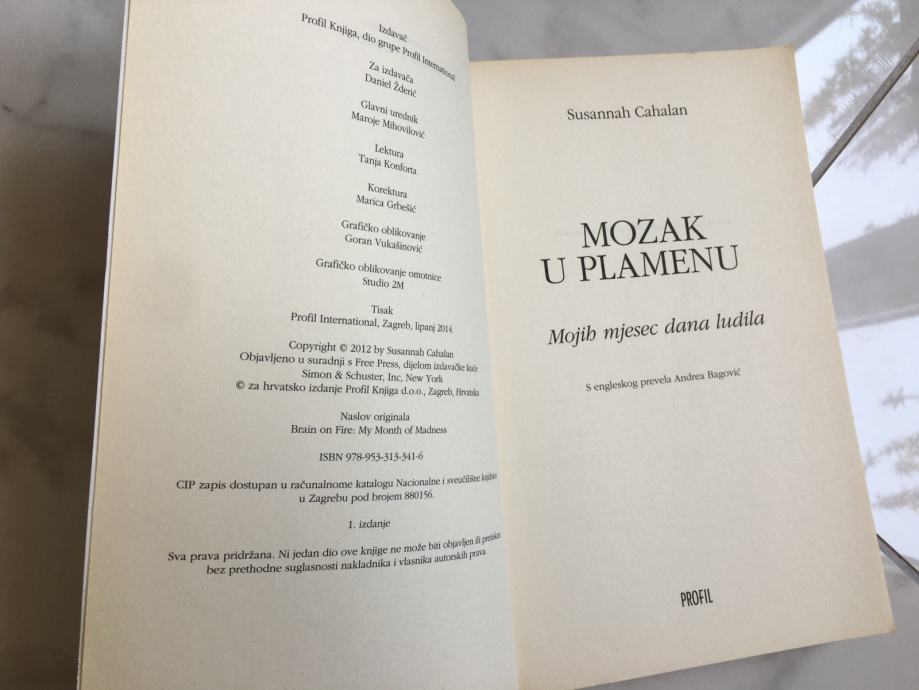 Izdavač
Profil Knjiga, dio grupe Profil International
Za izdavača
Daniel Žderić
Glavni urednik
Maroje Mihovilović
Lektura
Tanja Konforta
Korektura
Marica Grbešić
Grafičko oblikovanje
Goran Vukašinović
Grafičko oblikovanje omotnice
Studio 2M
Tisak
Profil International, Zagreb, lipanj 2014.
Copyright © 2012 by Susannah Cahalan
Objavljeno u suradnji s Free Press, dijelom izdavačke kuće
Simon & Schuster, Inc, New York
© za hrvatsko izdanje Profil Knjiga d.o.o., Zagreb, Hrvatska
Naslov originala
Brain on Fire: My Month of Madness
ISBN 978-953-313-341-6
CIP zapis dostupan u računalnome katalogu Nacionalne i sveučilišne
u Zagrebu pod brojem 880156.
1. izdanje
Sva prava pridržana. Ni jedan dio ove knjige ne može biti objavljen ili
bez prethodne suglasnosti nakladnika i vlasnika autorskih prava.
Susannah Cahalan
MOZAK
U PLAMENU
Mojih mjesec dana ludila
S engleskog prevela Andrea Bagović
PROFIL